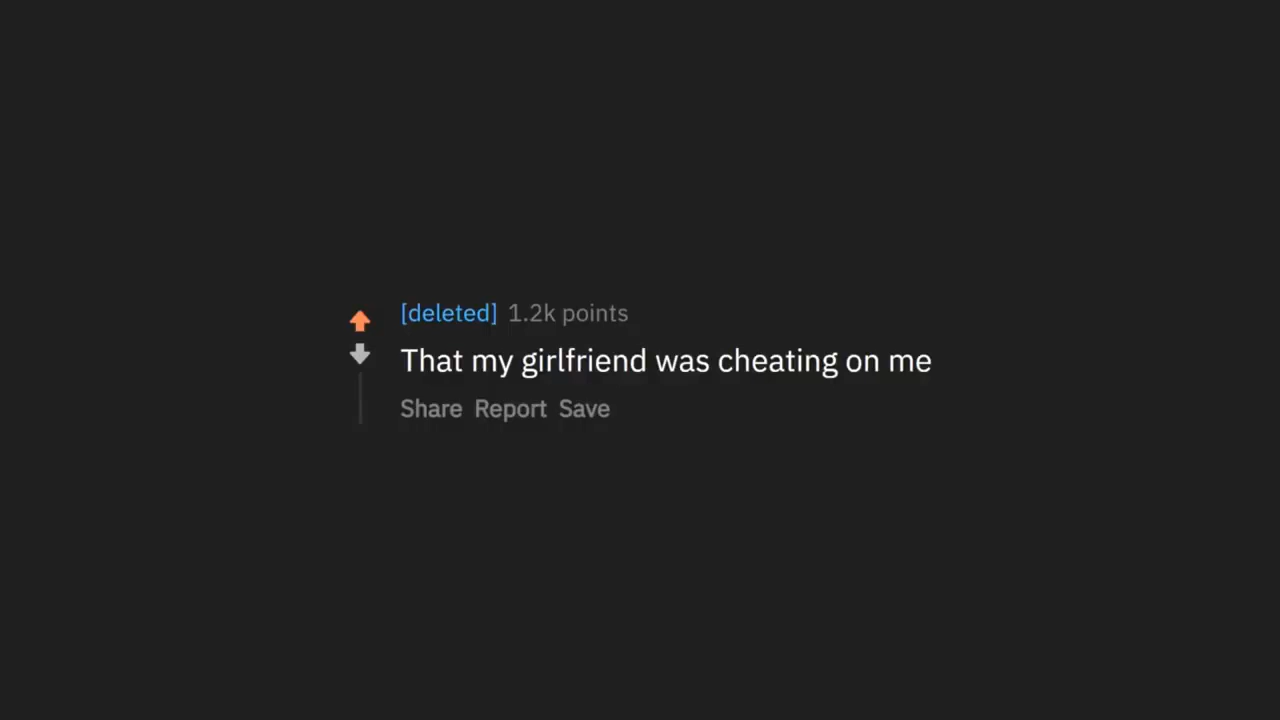 [deleted] 1.2k points
That my girlfriend was cheating on me
Share Report Save